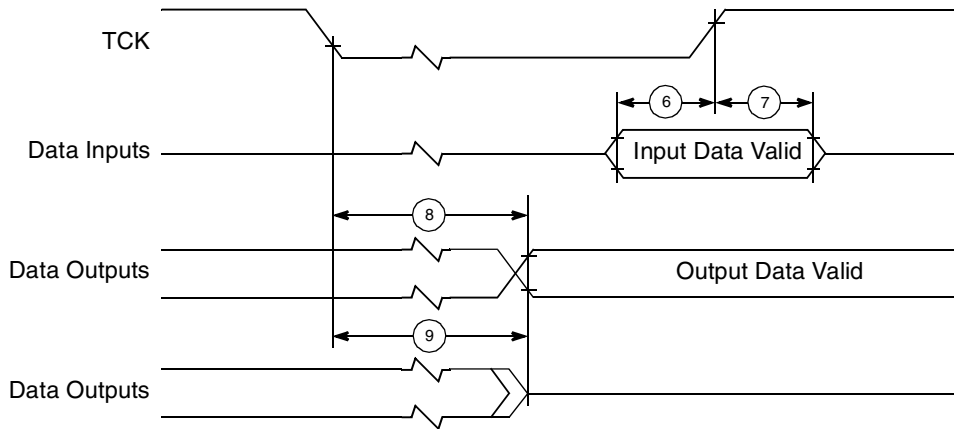 TCK
6
7
Data Inputs
Input Data Valid
8
Data Outputs
Output Data Valid
9
Data Outputs